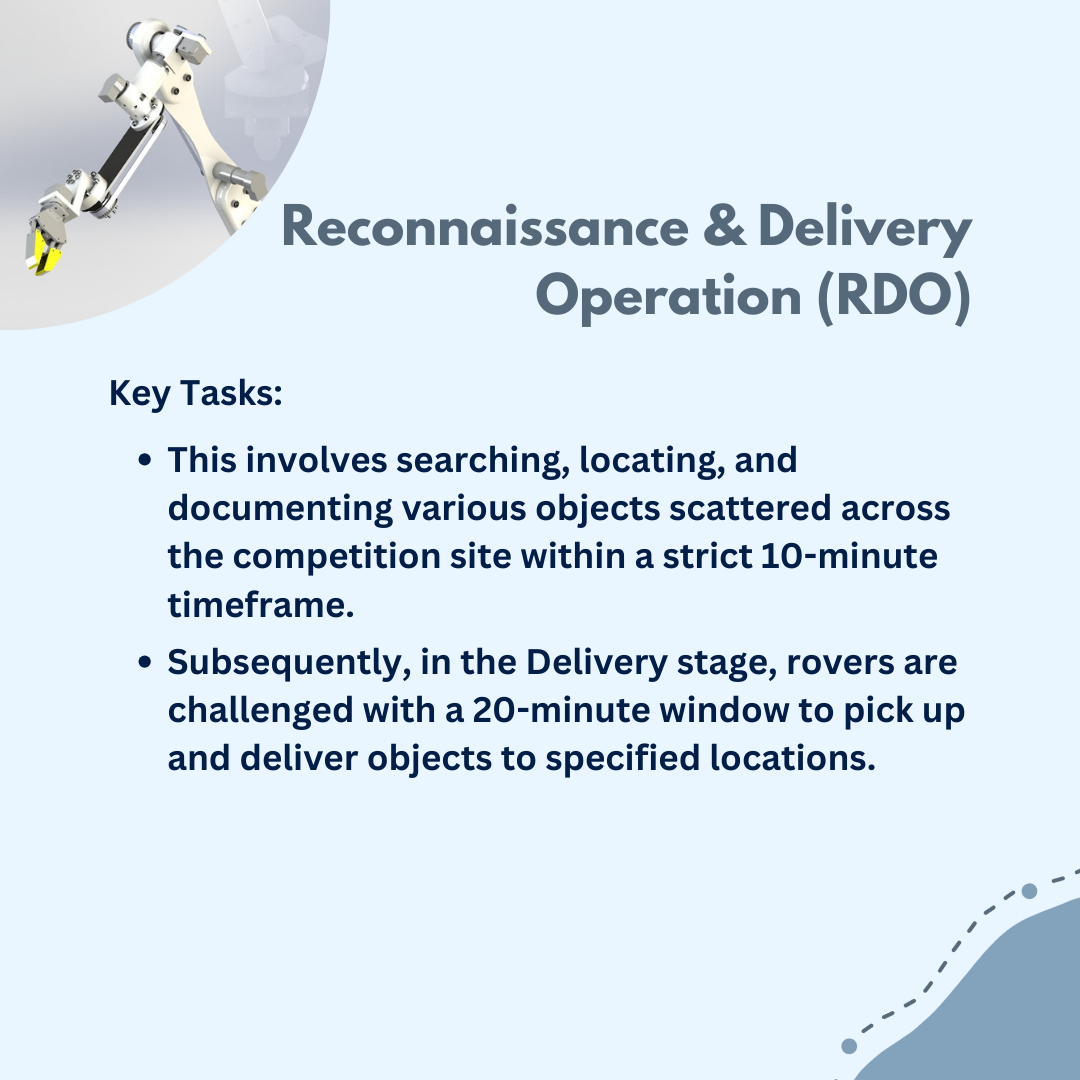 Reconnaissance & Delivery
Operation (RDO)
Key Tasks:
• This involves searching, locating, and
documenting various objects scattered across
the competition site within a strict 10-minute
timeframe.
• Subsequently, in the Delivery stage, rovers are
challenged with a 20-minute window to pick up
and deliver objects to specified locations.